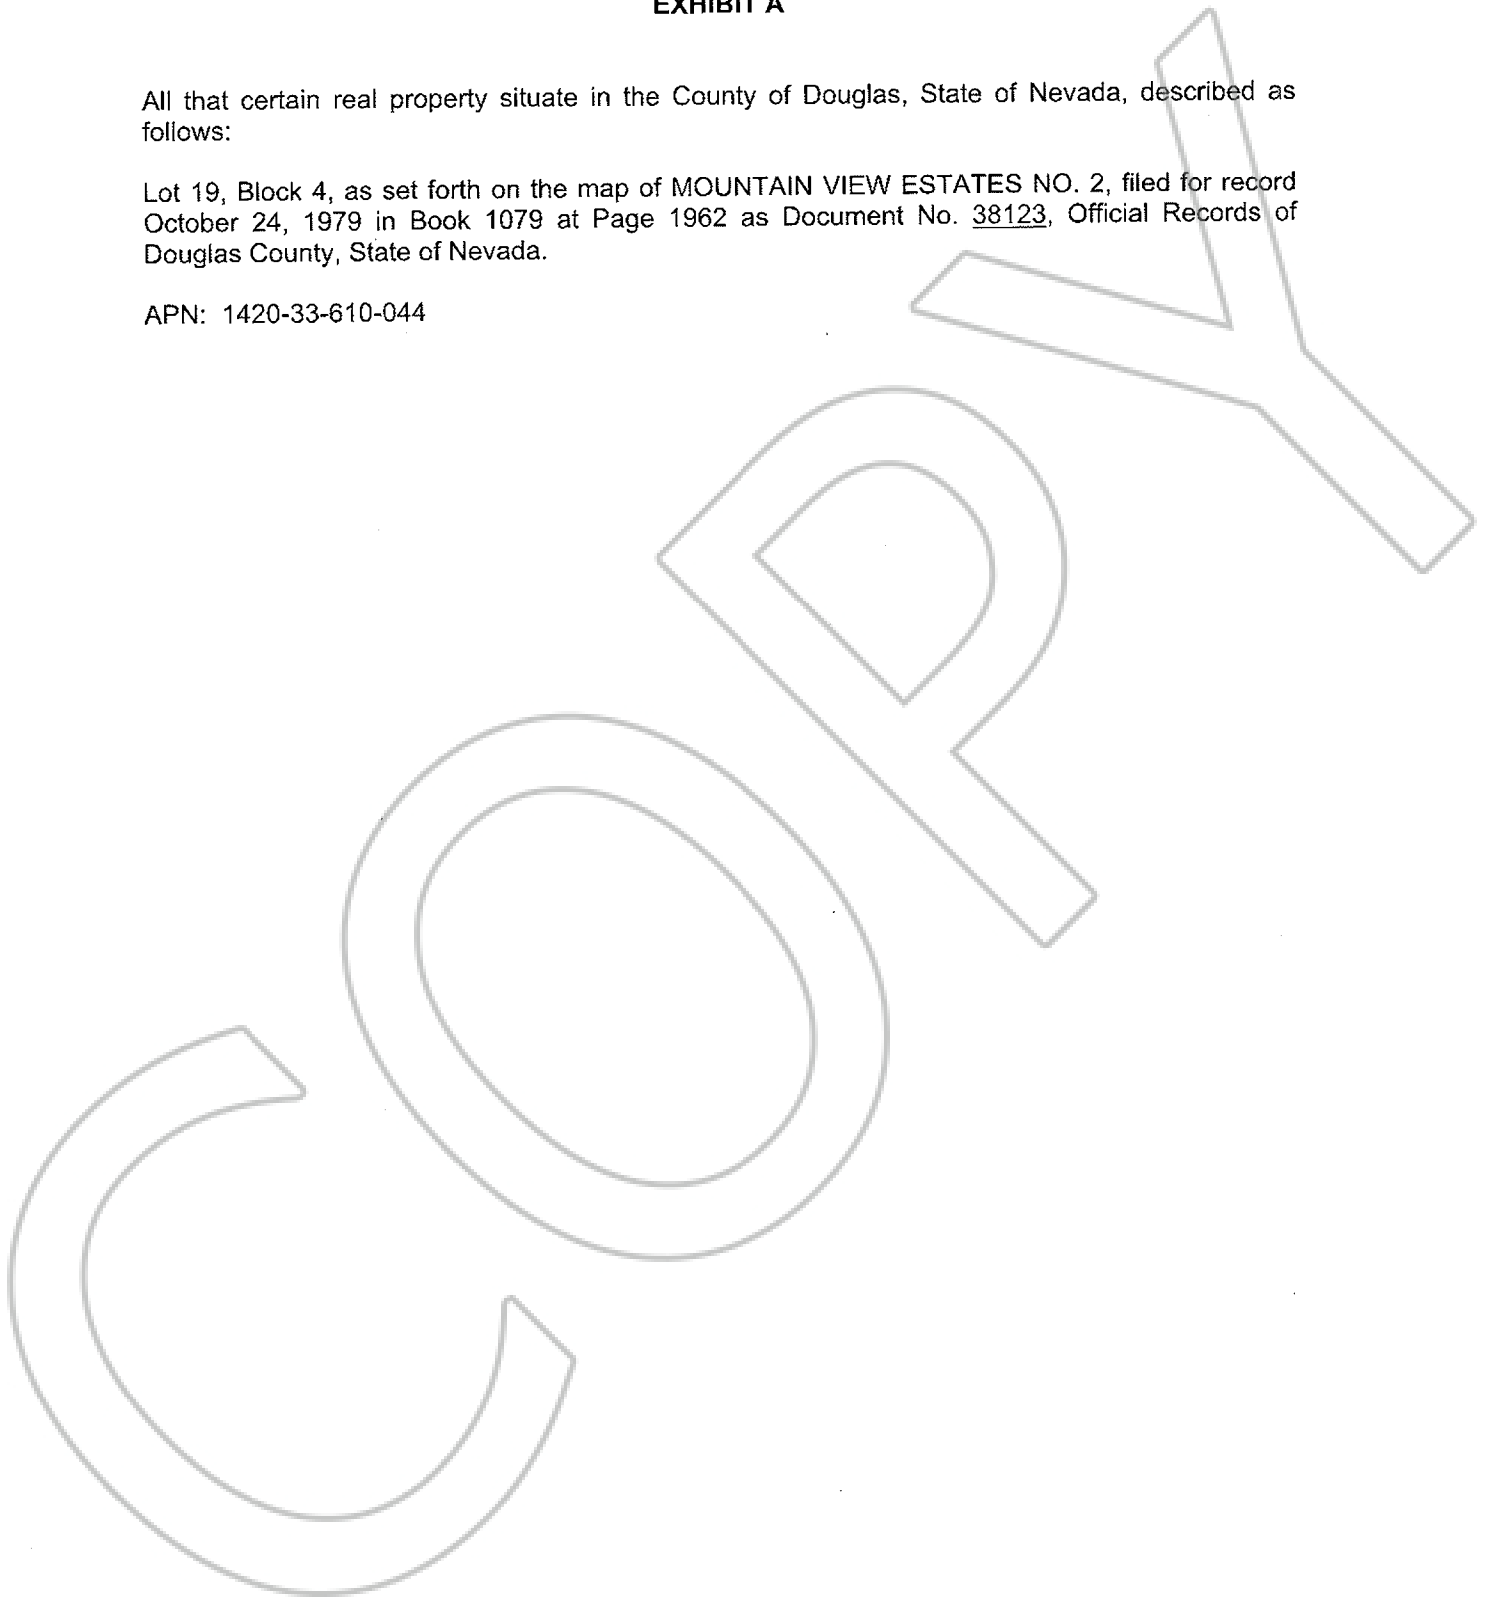 EXHIBIT A
All that certain real property situate in the County of Douglas, State of Nevada, described as
follows:
Lot 19, Block 4, as set forth on the map of MOUNTAIN VIEW ESTATES NO. 2, filed for record
October 24, 1979 in Book 1079 at Page 1962 as Document No. 38123, Official Records of
Douglas County, State of Nevada.
APN: 1420-33-610-044
COPY